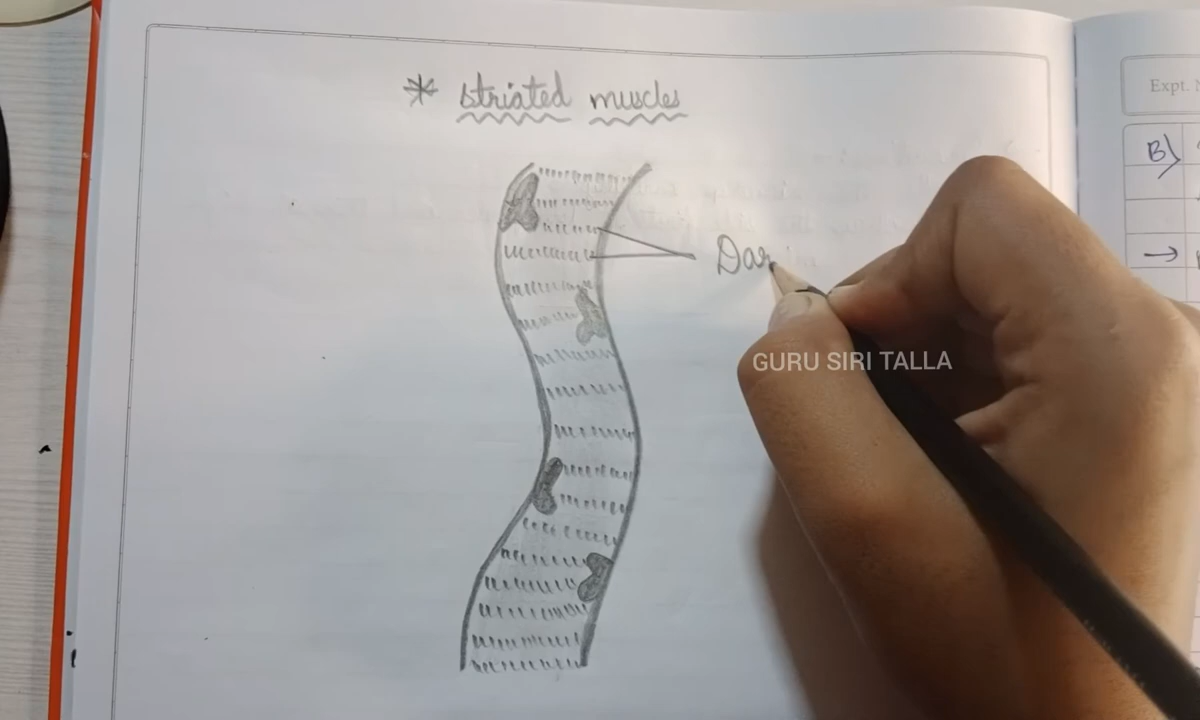 * striated muscles
Expt. N
B)
Dar
GURU SIRI TALLA